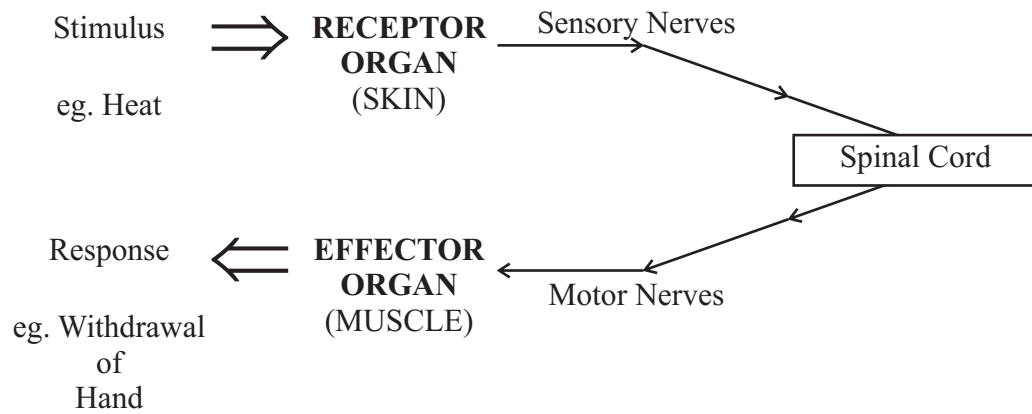 Stimulus
eg. Heat
RECEPTOR
ORGAN
(SKIN)
Sensory Nerves
Spinal Cord
Response
eg. Withdrawal
of
Hand
EFFECTOR
ORGAN
(MUSCLE)
Motor Nerves